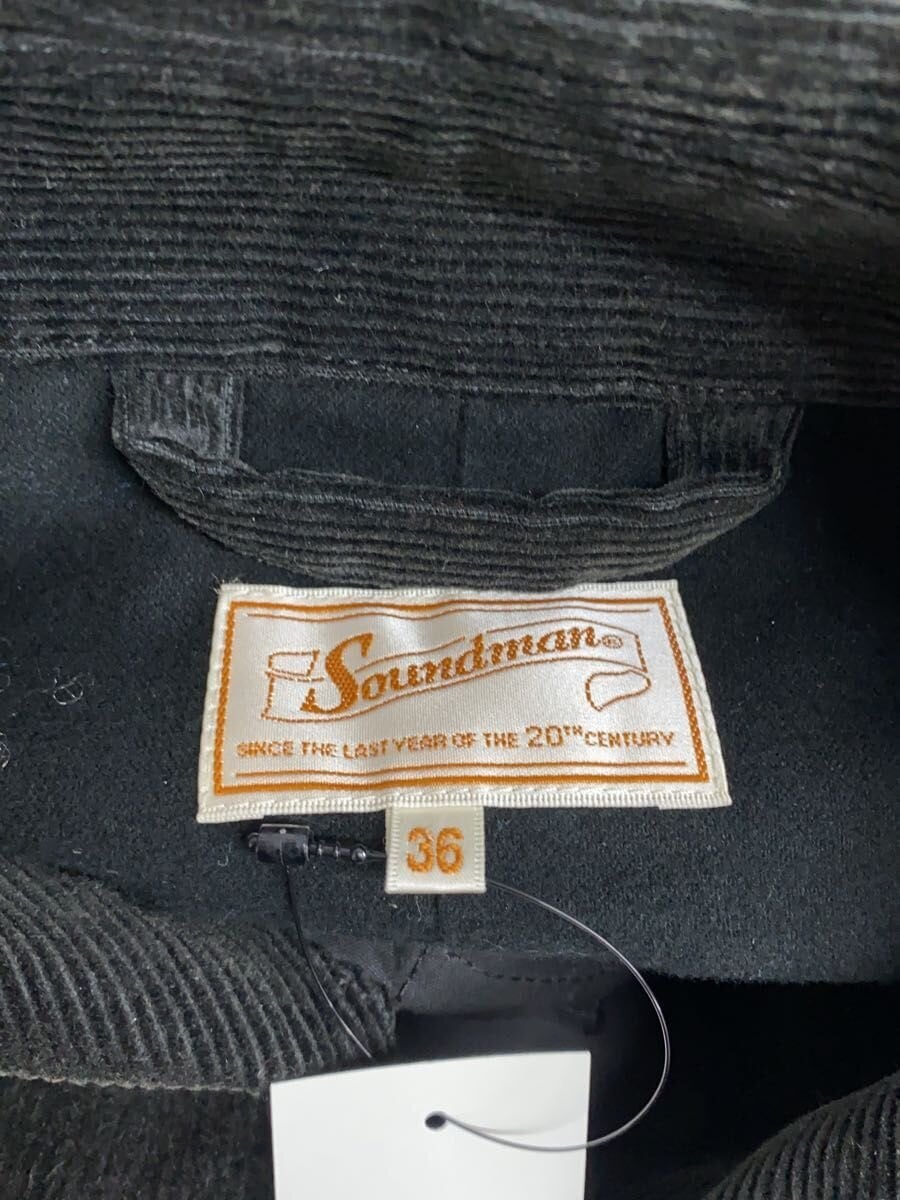 Soundman®
SINCE THE LAST YEAR OF THE 20TH CENTURY
36